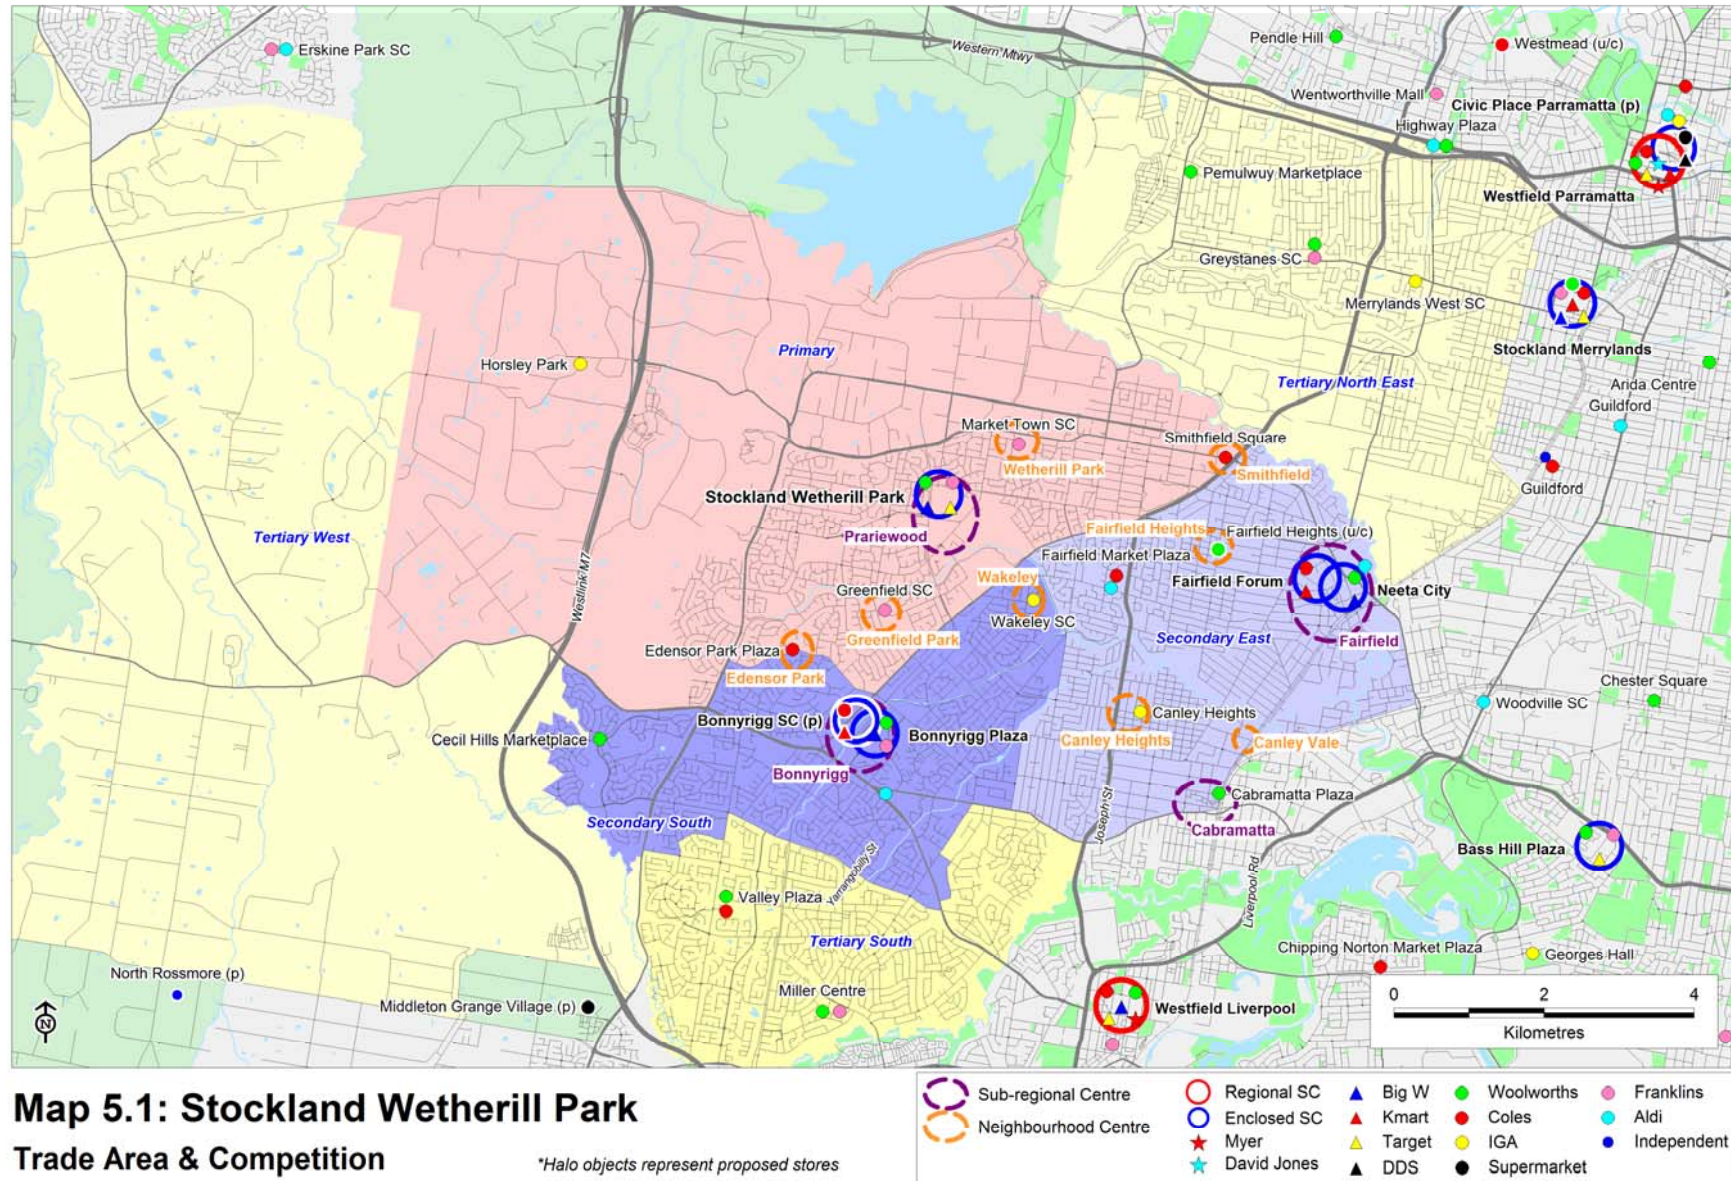 Erskine Park SC
Western Mtwy
Pendle Hill
Westmead (u/c)
Wentworthville Mall
Civic Place Parramatta (p)
Highway Plaza
Pemulwuy Marketplace
Westfield Parramatta
Greystanes SC
Merrylands West SC
Stockland Merrylands
Primary
Horsley Park
Tertiary North East
Arida Centre
Guildford
Market Town SC
Smithfield Square
Wetherill Park
Smithfield
Guildford
Stockland Wetherill Park
Prariewood
Tertiary West
Fairfield Heights
Fairfield Heights (u/c)
Fairfield Market Plaza
Westlink M7
Wakeley
Fairfield Forum
Neeta City
Greenfield SC
Wakeley SC
Greenfield Park
Secondary East
Fairfield
Edensor Park Plaza
Edensor Park
Chester Square
Woodville SC
Bonnyrigg SC (p)
Canley Heights
Cecil Hills Marketplace
Bonnyrigg Plaza
Canley Heights
Canley Vale
Bonnyrigg
Cabramatta Plaza
Secondary South
Joseph St
Cabramatta
Bass Hill Plaza
Yarrangobilly St
Liverpool Rd
Valley Plaza
Tertiary South
Chipping Norton Market Plaza
Georges Hall
North Rossmore (p)
Middleton Grange Village (p)
Miller Centre
Westfield Liverpool
0 2 4
Kilometres
N
Map 5.1: Stockland Wetherill Park
Trade Area & Competition
*Halo objects represent proposed stores
Sub-regional Centre
Neighbourhood Centre
Regional SC
Enclosed SC
Myer
David Jones
Big W
Kmart
Target
DDS
Woolworths
Coles
IGA
Supermarket
Franklins
Aldi
Independent